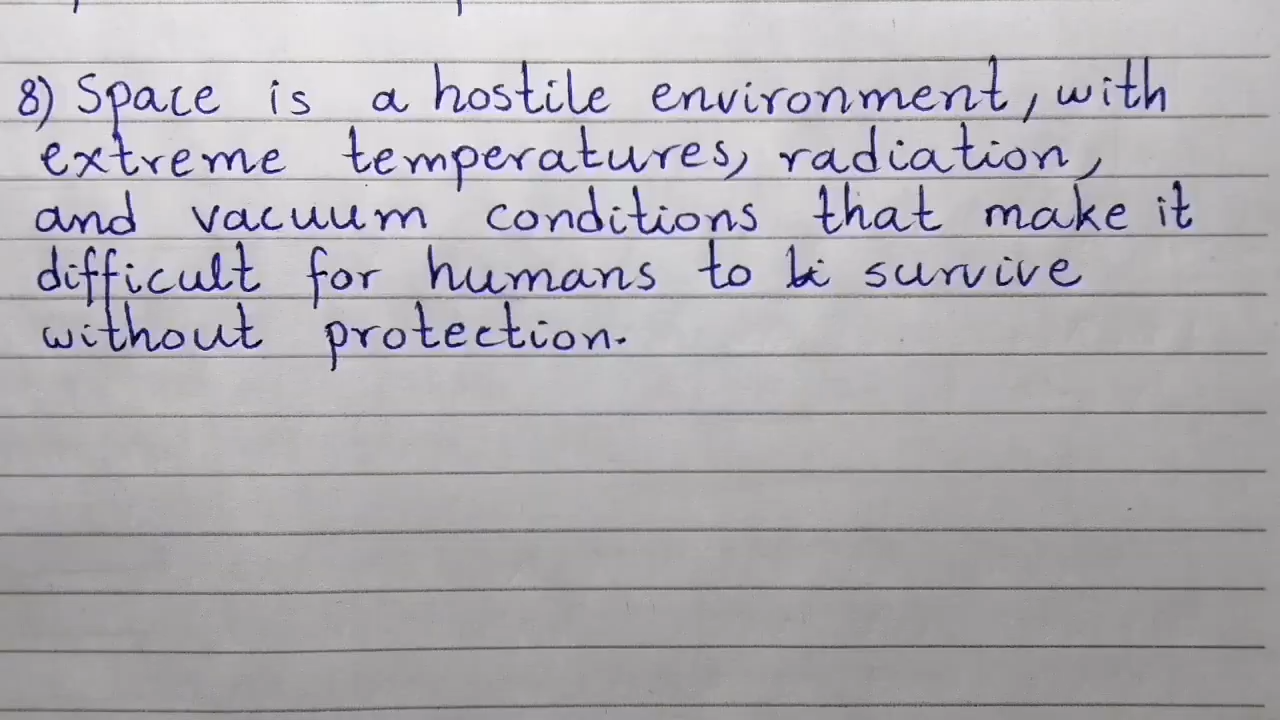 8) Space is a hostile environment, with
extreme temperatures, radiation,
and vacuum conditions that make it
difficult for humans to survive
without protection.